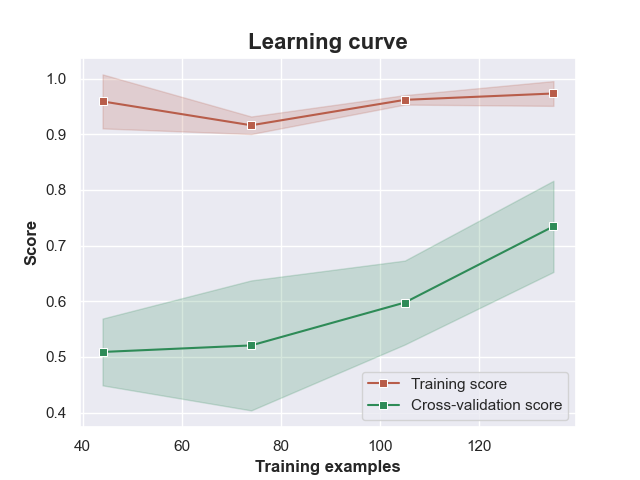 Learning curve
1.0
0.9
0.8
0.7
0.6
0.5
0.4
Score
Training score
Cross-validation score
40 60 80 100 120
Training examples